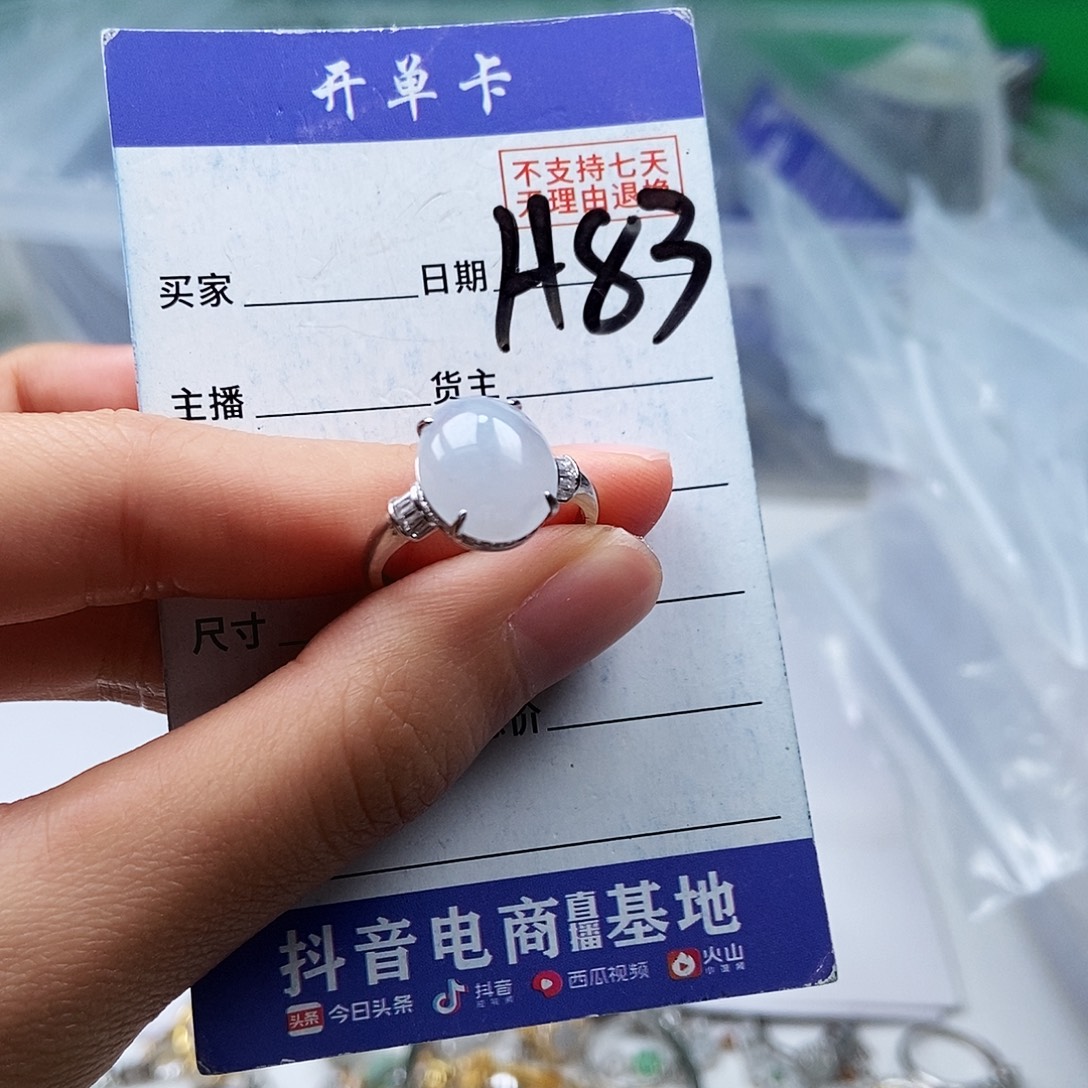 开单卡
不支持七天
无理由退换
H83
买家 日期
主播 货主
尺寸
价
抖音电商直播基地
头条 今日头条 抖音 西瓜视频 火山